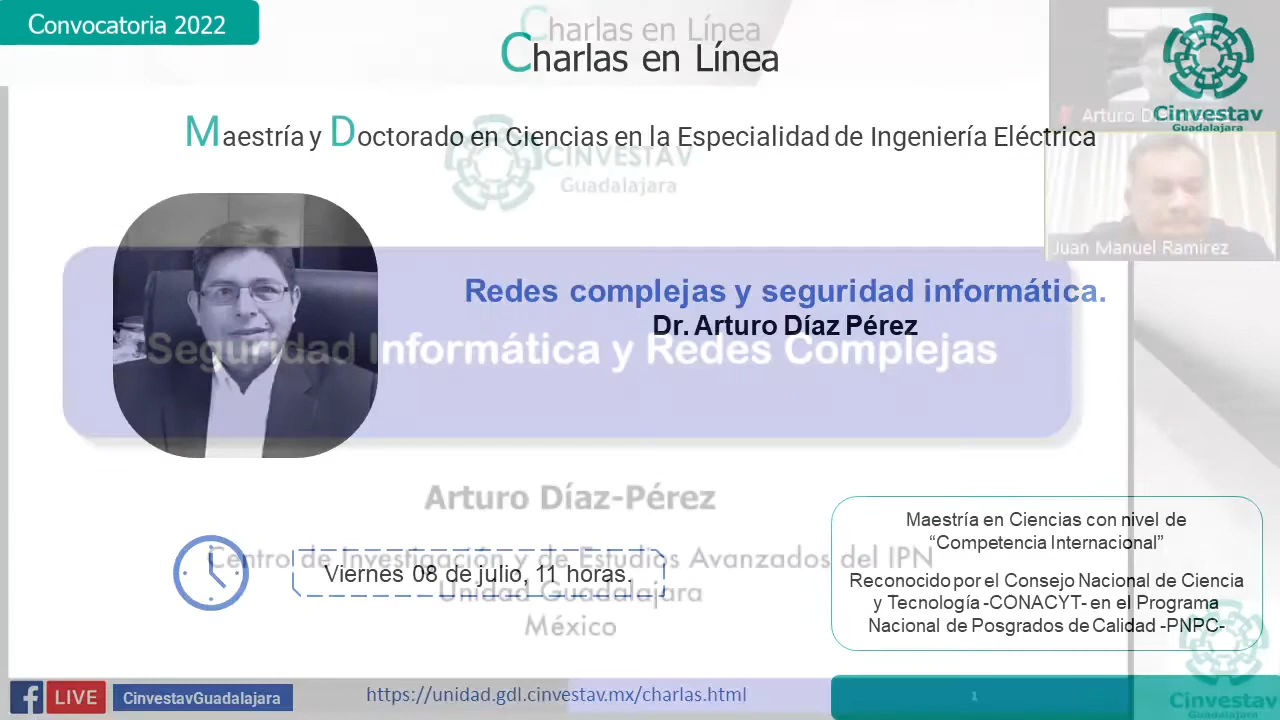 Convocatoria 2022
Charlas en Línea
Charlas en Línea
Cinvestav
Guadalajara
Arturo D
Maestría y Doctorado en Ciencias en la Especialidad de Ingeniería Eléctrica
CINVESTAV
Guadalajara
Juan Manuel Ramirez
Redes complejas y seguridad informática.
Dr. Arturo Díaz Pérez
Seguridad Informática y Redes Complejas
Arturo Díaz-Pérez
Centro de Investigación y de Estudios Avanzados del IPN
Viernes 08 de julio, 11 horas.
Unidad Guadalajara
México
Maestría en Ciencias con nivel de
“Competencia Internacional”
Reconocido por el Consejo Nacional de Ciencia
y Tecnología -CONACYT- en el Programa
Nacional de Posgrados de Calidad -PNPC-
LIVE
CinvestavGuadalajara
https://unidad.gdl.cinvestav.mx/charlas.html
1
Cinvestav
Guadalajara